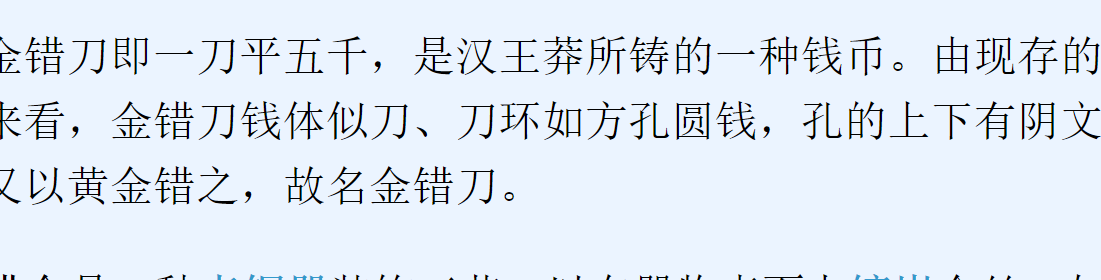 金错刀即一刀平五千，是汉王莽所铸的一种钱币。由现存的
来看，金错刀钱体似刀、刀环如方孔圆钱，孔的上下有阴文
又以黄金错之，故名金错刀。